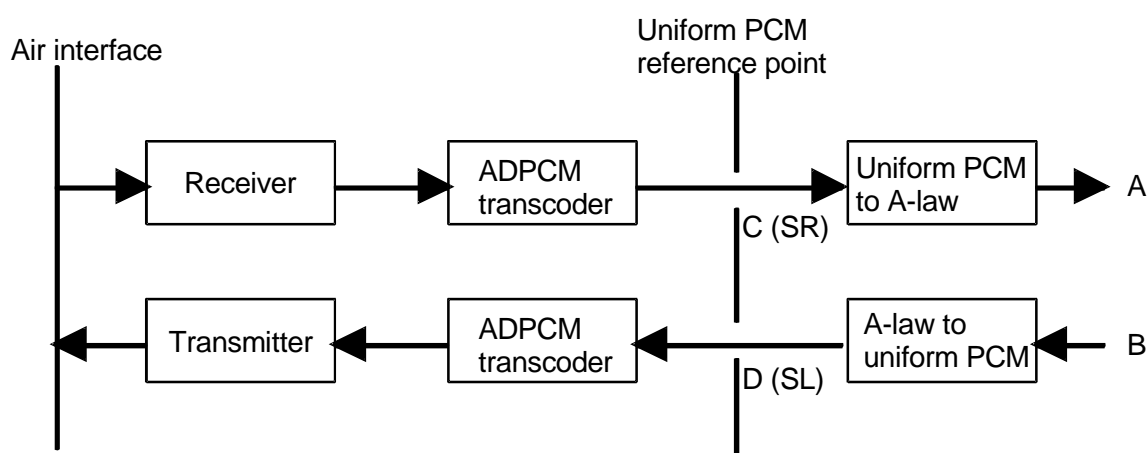 Air interface
Uniform PCM
reference point
Receiver
ADPCM
transcoder
Uniform PCM
to A-law
A
C (SR)
Transmitter
ADPCM
transcoder
A-law to
uniform PCM
B
D (SL)